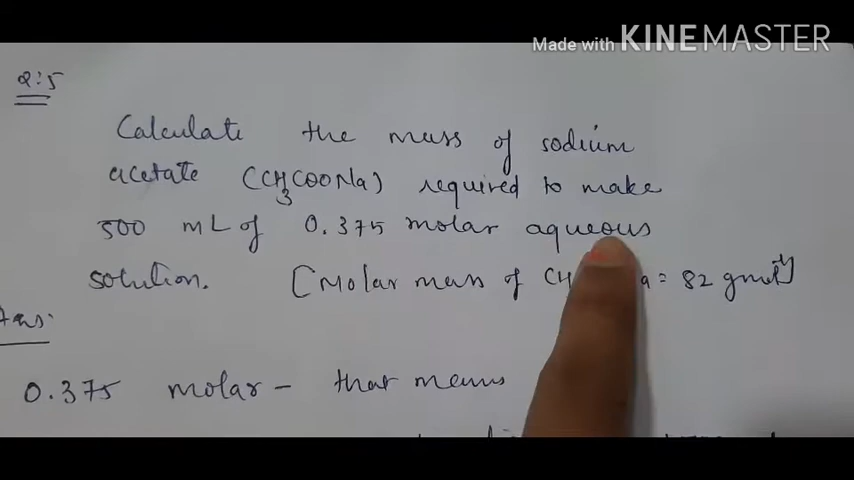 Made with KINEMASTER
Q:5
Calculate the mass of sodium
acetate (CH3COONa) required to make
500 mL of 0.375 molar aqueous
solution. [Molar mass of CH a = 82 gmol-1]
Ans:
0.375 molar - that means